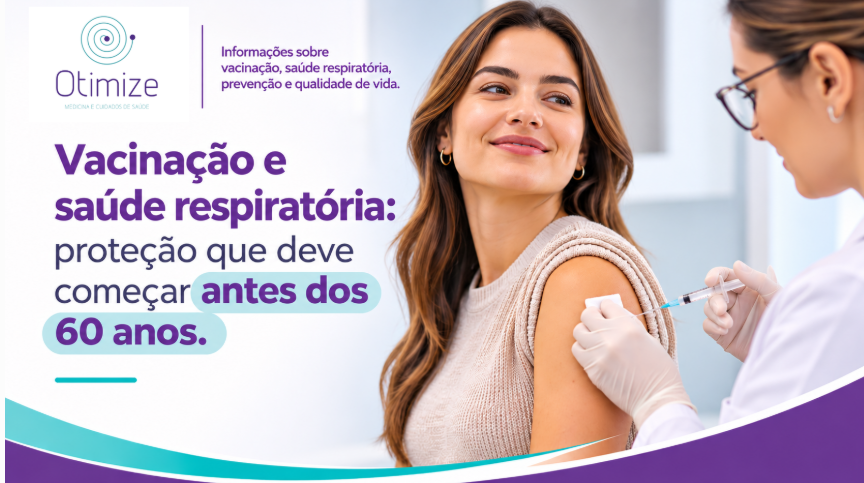 Otimize
MEDICINA E CUIDADOS DE SAÚDE
Informações sobre
vacinação, saúde respiratória,
prevenção e qualidade de vida.
Vacinação e
saúde respiratória:
proteção que deve
começar antes dos
60 anos.